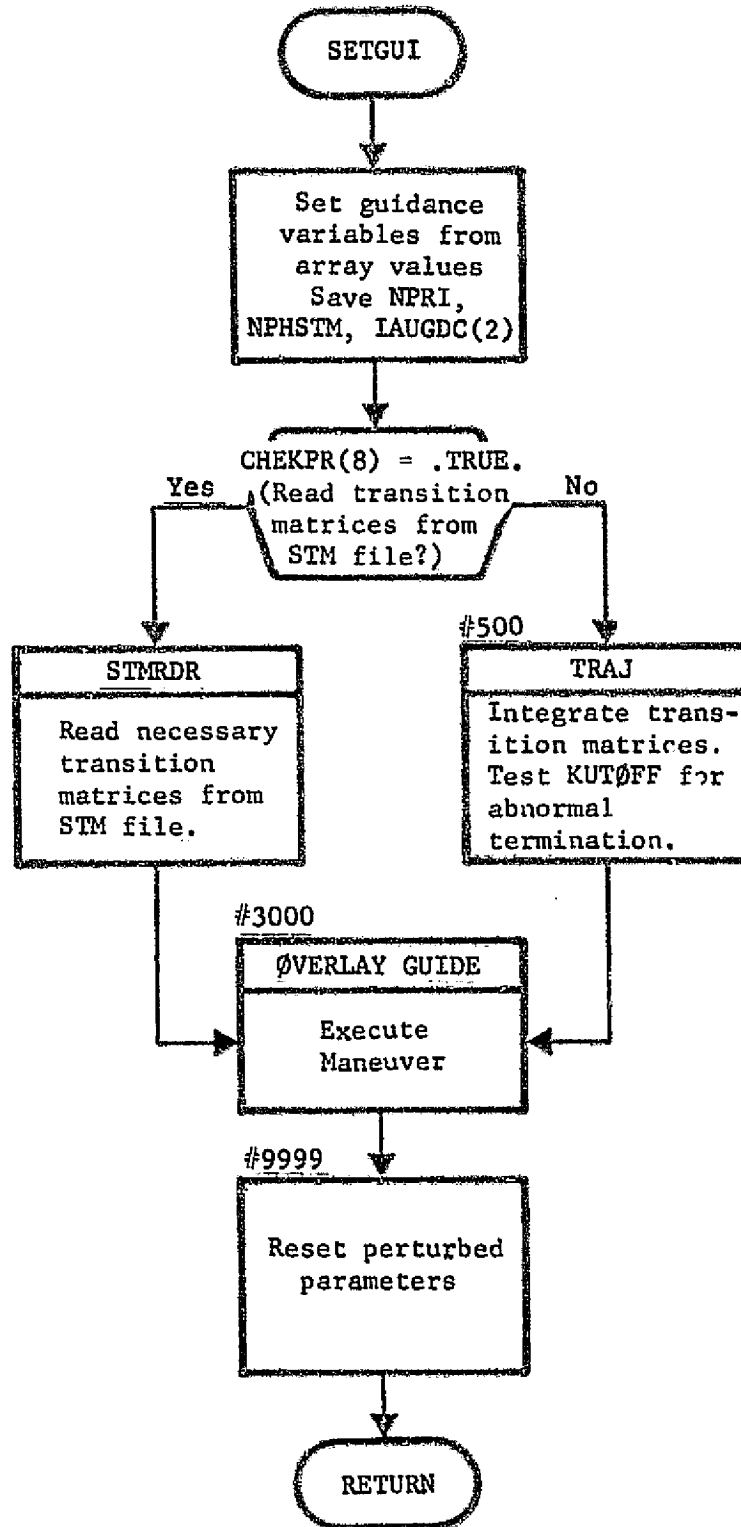 SETGUI
Set guidance
variables from
array values
Save NPRI,
NPHSTM, IAUGDC(2)
CHEKPR(8) = .TRUE.
(Read transition
matrices from
STM file?)
Yes
No
STMRDR
Read necessary
transition
matrices from
STM file.
#500
TRAJ
Integrate trans-
ition matrices.
Test KUTØFF for
abnormal
termination.
#3000
ØVERLAY GUIDE
Execute
Maneuver
#9999
Reset perturbed
parameters
RETURN